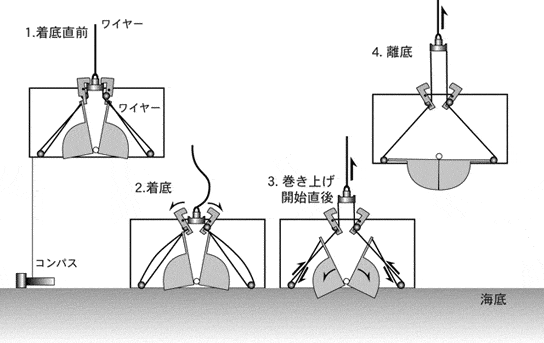 1.着底直前
ワイヤー
ワイヤー
コンパス
2.着底
3. 巻き上げ
開始直後
4. 離底
海底